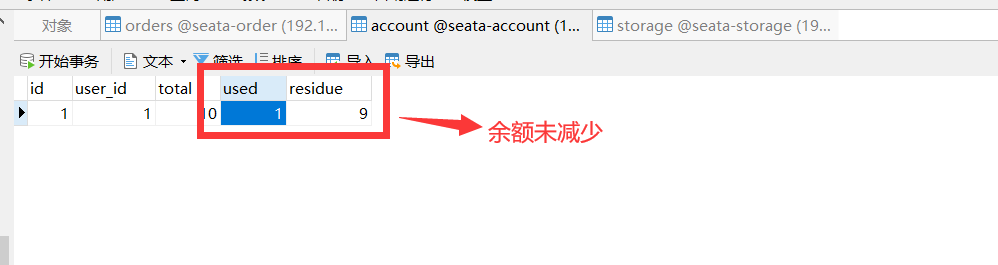 对象 orders @seata-order (192.1... account @seata-account (1... storage @seata-storage (19...
开始事务 文本 筛选 排序 导入 导出
id user_id total used residue
1 1 10 1 9
余额未减少